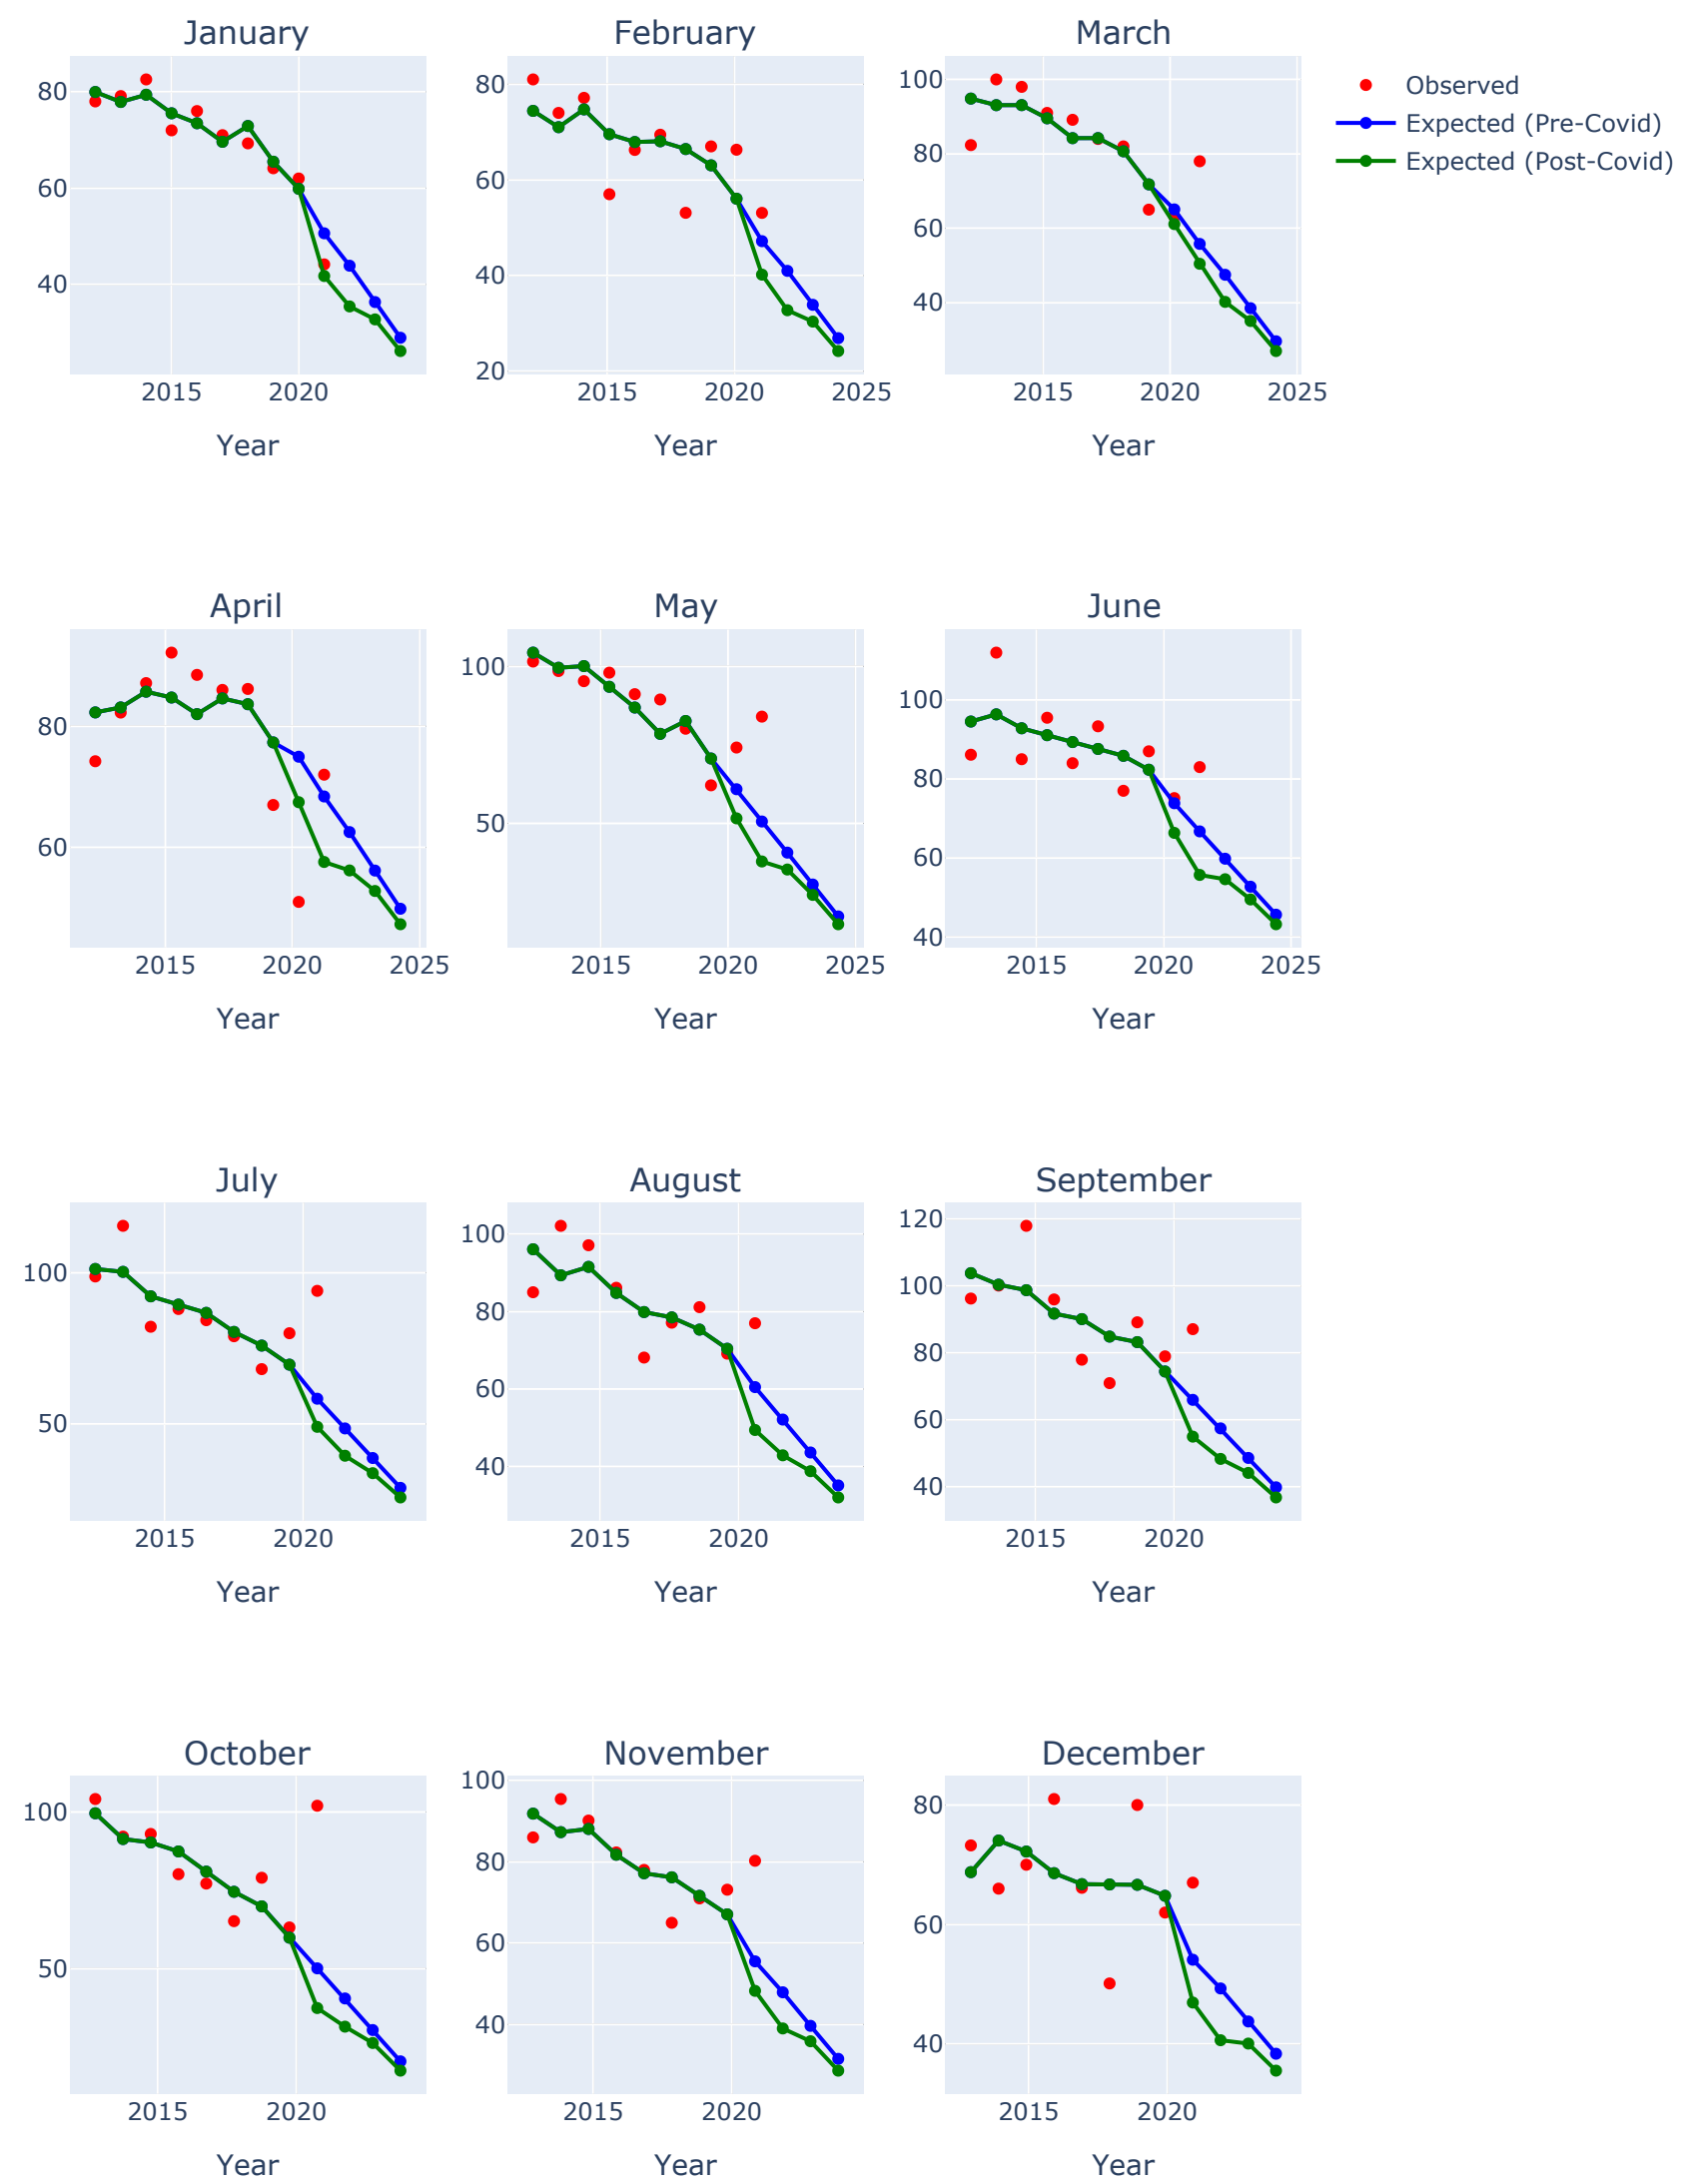 January
February
March
80
60
40
2015
2020
Year
80
60
40
20
2015
2020
2025
Year
100
80
60
40
2015
2020
2025
Year
Observed
Expected (Pre-Covid)
Expected (Post-Covid)
April
May
June
80
60
2015
2020
2025
Year
100
50
2015
2020
2025
Year
100
80
60
40
2015
2020
2025
Year
July
August
September
100
50
2015
2020
Year
100
80
60
40
2015
2020
Year
120
100
80
60
40
2015
2020
Year
October
November
December
100
50
2015
2020
Year
100
80
60
40
2015
2020
Year
80
60
40
2015
2020
Year